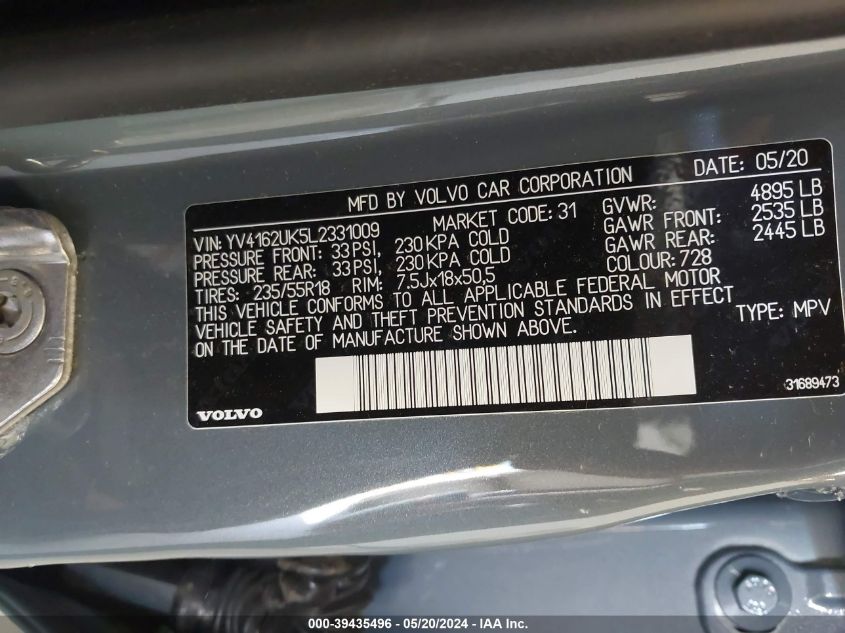 MFD BY VOLVO CAR CORPORATION DATE: 05/20
VIN: YV4162UK5L2331009 MARKET CODE: 31 GVWR: 4895 LB
PRESSURE FRONT: 33 PSI, 230 KPA COLD GAWR FRONT: 2535 LB
PRESSURE REAR: 33 PSI, 230 KPA COLD GAWR REAR: 2445 LB
TIRES: 235/55R18 RIM: 7.5Jx18x50,5 COLOUR: 728
THIS VEHICLE CONFORMS TO ALL APPLICABLE FEDERAL MOTOR
VEHICLE SAFETY AND THEFT PREVENTION STANDARDS IN EFFECT
ON THE DATE OF MANUFACTURE SHOWN ABOVE. TYPE: MPV
VOLVO 31689473
000-39435496 - 05/20/2024 - IAA Inc.